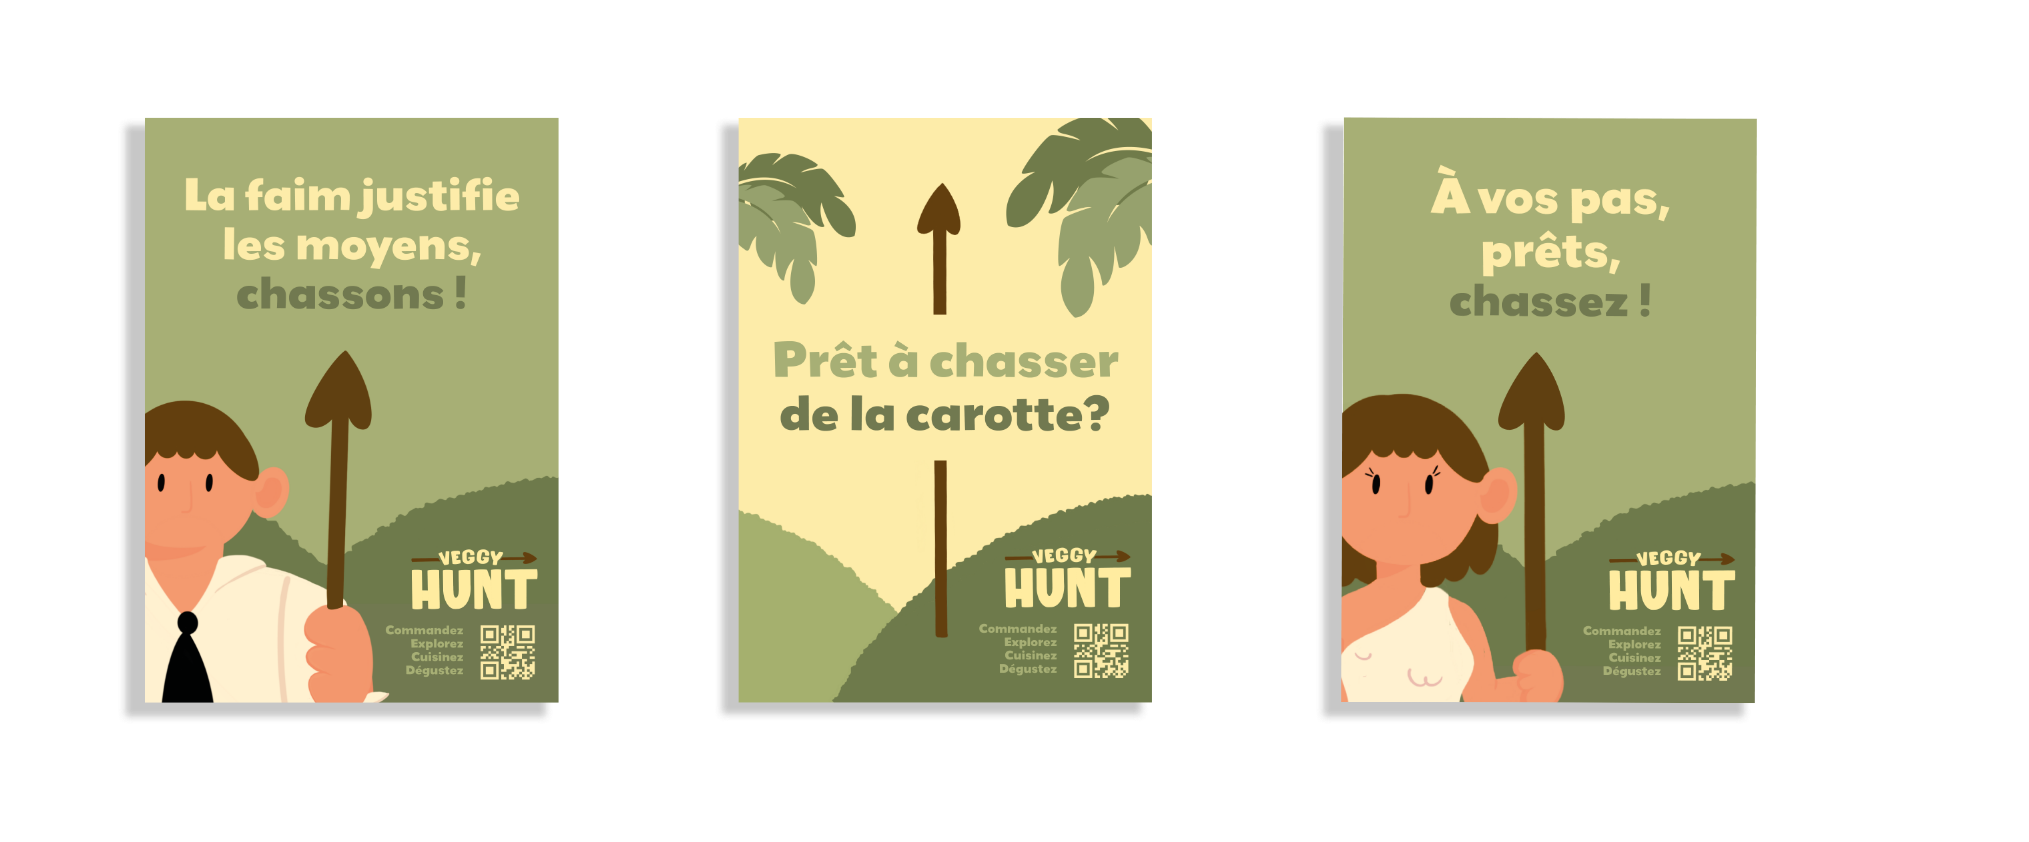 La faim justifie
les moyens,
chassons !
VEGGY
HUNT
Commandez
Explorez
Cuisinez
Dégustez
Prêt à chasser
de la carotte?
VEGGY
HUNT
Commandez
Explorez
Cuisinez
Dégustez
À vos pas,
prêts,
chassez !
VEGGY
HUNT
Commandez
Explorez
Cuisinez
Dégustez